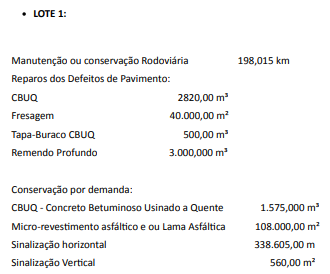 • LOTE 1:
Manutenção ou conservação Rodoviária 198,015 km
Reparos dos Defeitos de Pavimento:
CBUQ 2820,00 m³
Fresagem 40.000,00 m²
Tapa-Buraco CBUQ 500,00 m³
Remendo Profundo 3.000,000 m³
Conservação por demanda:
CBUQ - Concreto Betuminoso Usinado a Quente 1.575,000 m³
Micro-revestimento asfáltico e ou Lama Asfáltica 108.000,00 m²
Sinalização horizontal 338.605,00 m
Sinalização Vertical 560,00 m²